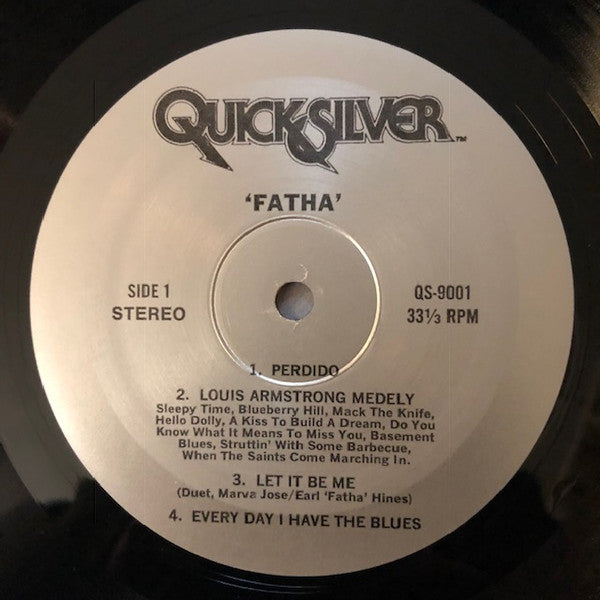 QUICKSILVER ™
'FATHA'
SIDE 1
STEREO
QS-9001
33⅓ RPM
1. PERDIDO
2. LOUIS ARMSTRONG MEDELY
Sleepy Time, Blueberry Hill, Mack The Knife,
Hello Dolly, A Kiss To Build A Dream, Do You
Know What It Means To Miss You, Basement
Blues, Struttin' With Some Barbecue,
When The Saints Come Marching In.
3. LET IT BE ME
(Duet, Marva Jose/Earl 'Fatha' Hines)
4. EVERY DAY I HAVE THE BLUES